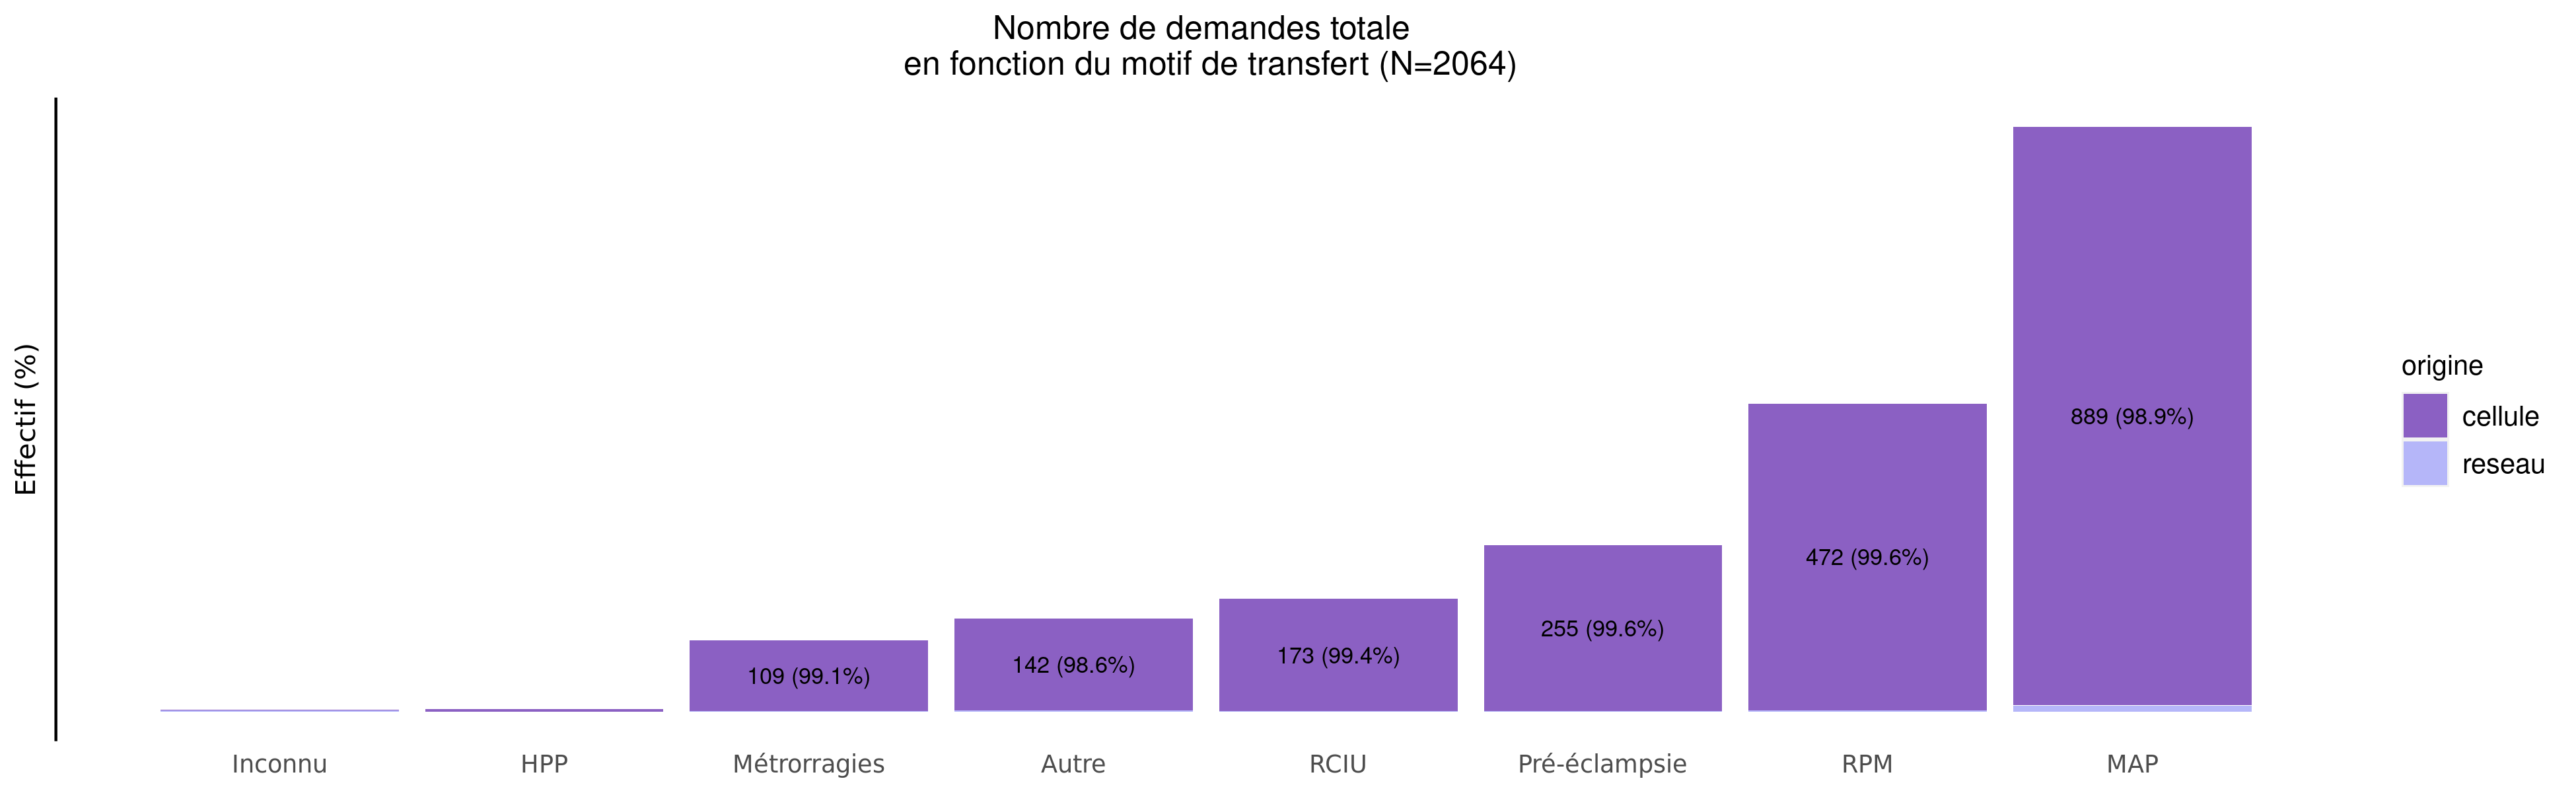 Nombre de demandes totale
en fonction du motif de transfert (N=2064)
Effectif (%)
109 (99.1%)
142 (98.6%)
173 (99.4%)
255 (99.6%)
472 (99.6%)
889 (98.9%)
Inconnu
HPP
Métrorragies
Autre
RCIU
Pré-éclampsie
RPM
MAP
origine
cellule
reseau